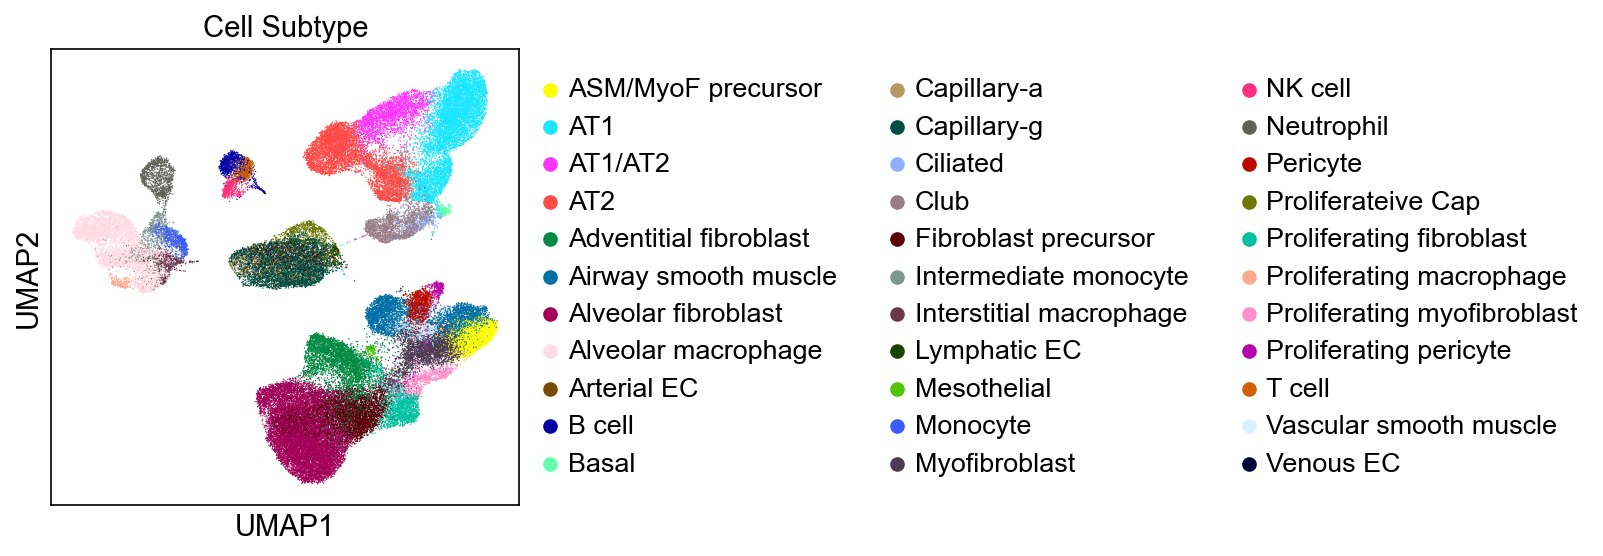 Cell Subtype
UMAP2
UMAP1
ASM/MyoF precursor
AT1
AT1/AT2
AT2
Adventitial fibroblast
Airway smooth muscle
Alveolar fibroblast
Alveolar macrophage
Arterial EC
B cell
Basal
Capillary-a
Capillary-g
Ciliated
Club
Fibroblast precursor
Intermediate monocyte
Interstitial macrophage
Lymphatic EC
Mesothelial
Monocyte
Myofibroblast
NK cell
Neutrophil
Pericyte
Proliferateive Cap
Proliferating fibroblast
Proliferating macrophage
Proliferating myofibroblast
Proliferating pericyte
T cell
Vascular smooth muscle
Venous EC